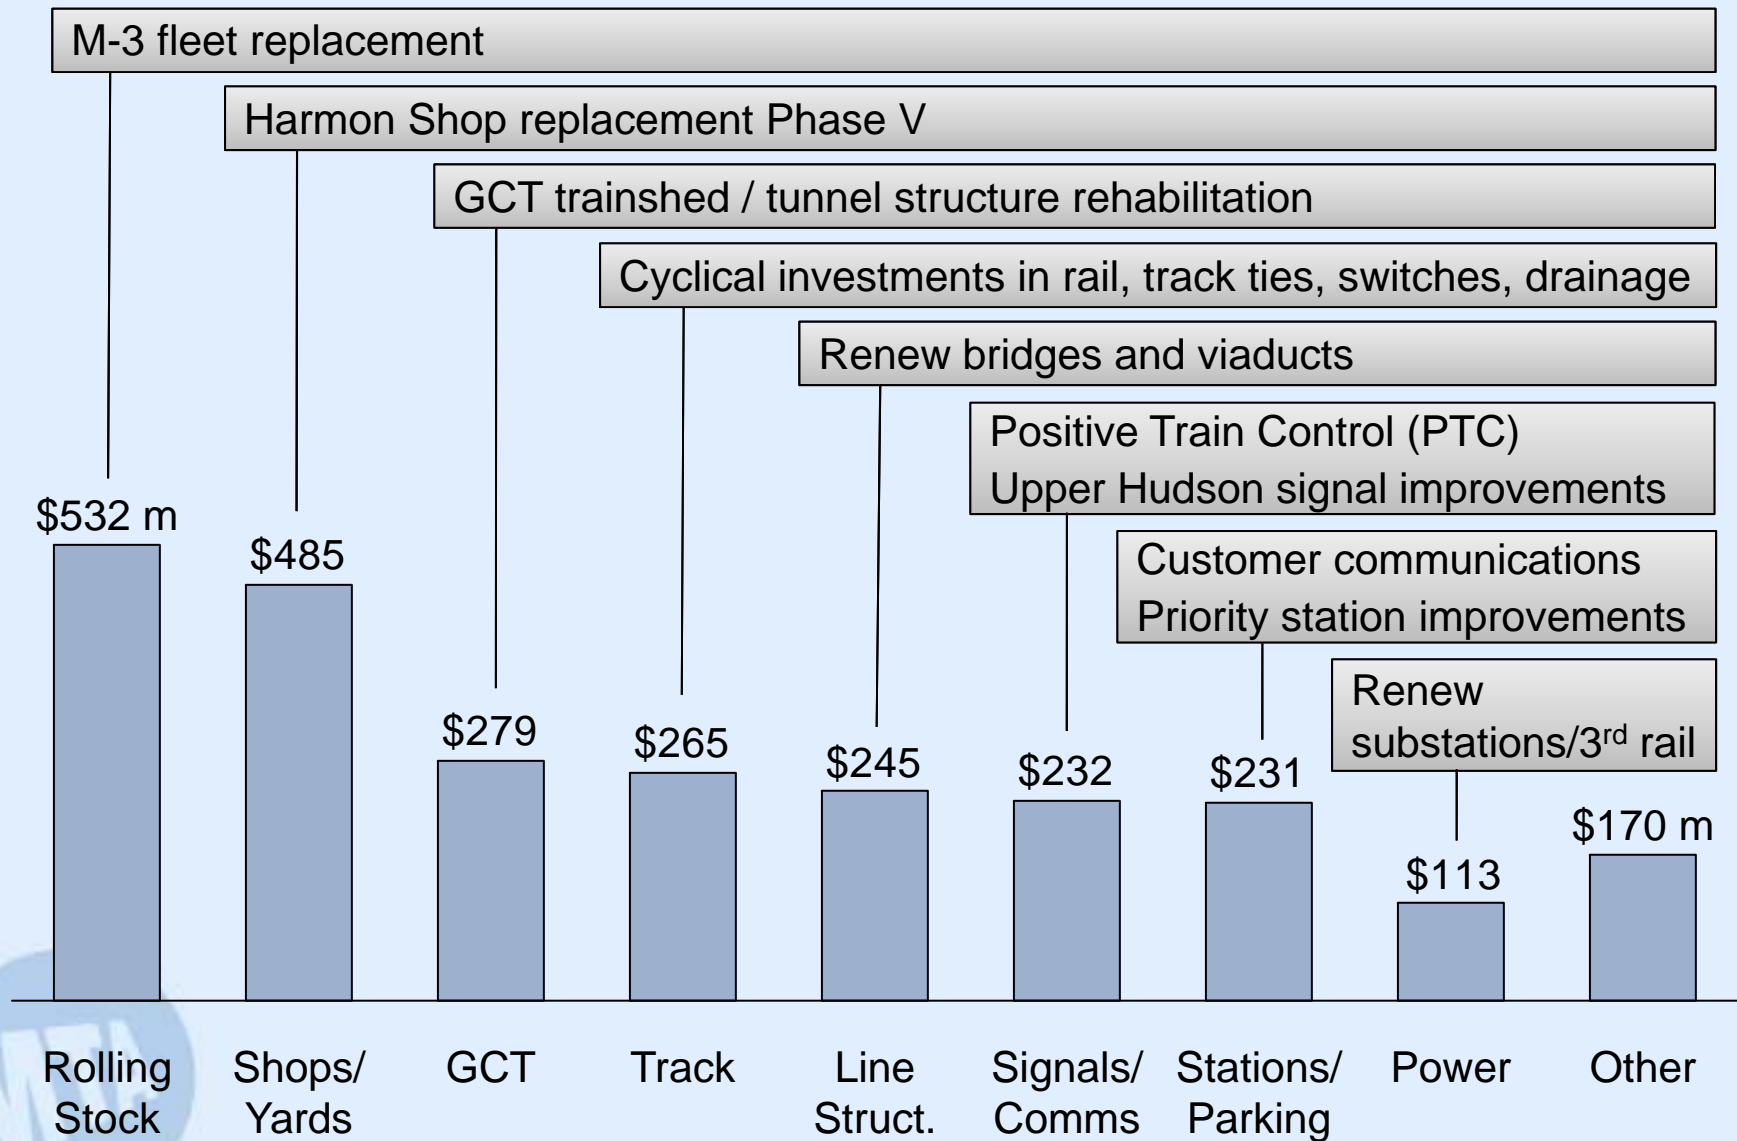 M-3 fleet replacement
Harmon Shop replacement Phase V
GCT trainshed / tunnel structure rehabilitation
Cyclical investments in rail, track ties, switches, drainage
Renew bridges and viaducts
Positive Train Control (PTC)
Upper Hudson signal improvements
Customer communications
Priority station improvements
Renew
substations/3rd rail
$532 m
$485
$279
$265
$245
$232
$231
$113
$170 m
Rolling
Stock
Shops/
Yards
GCT
Track
Line
Struct.
Signals/
Comms
Stations/
Parking
Power
Other
MTA